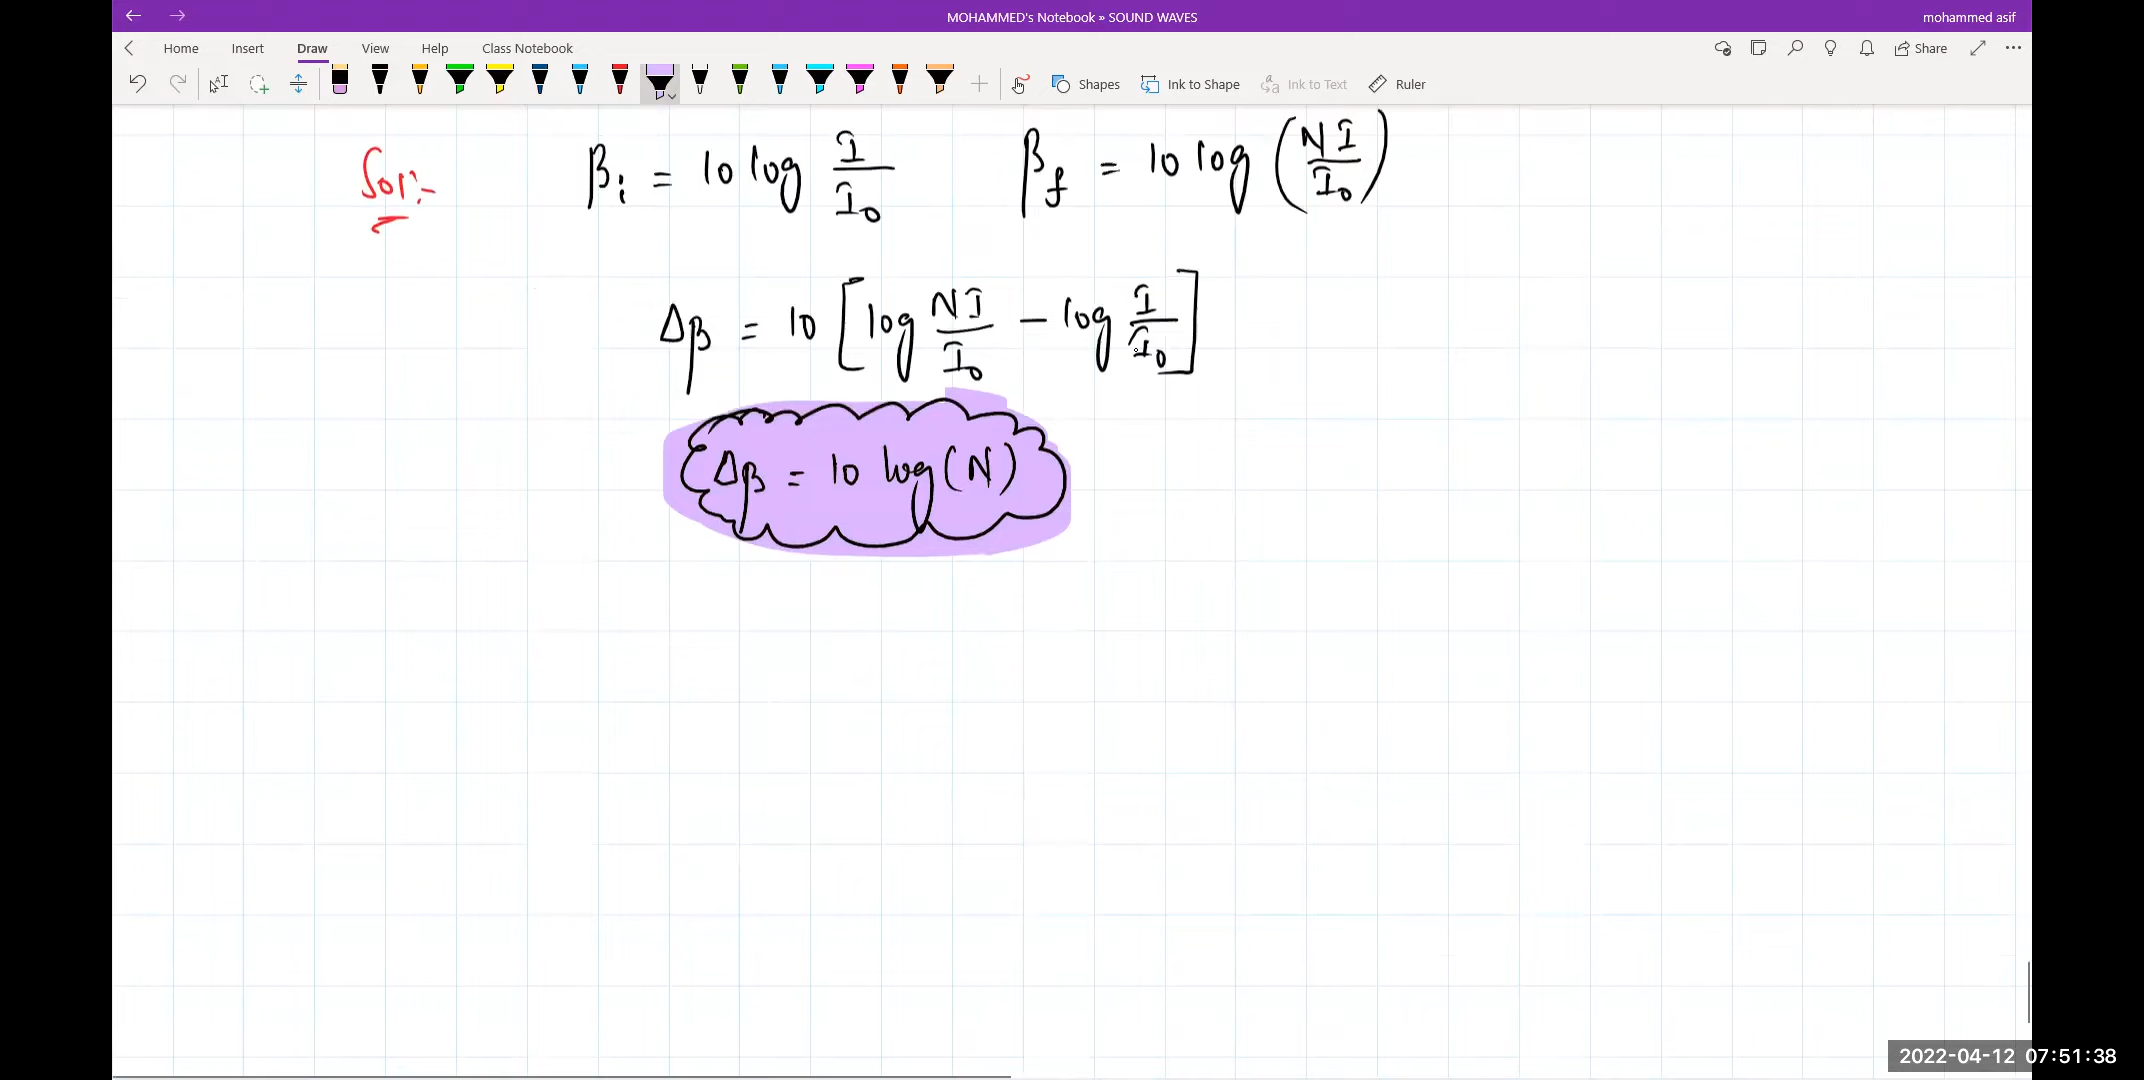 MOHAMMED's Notebook » SOUND WAVES
mohammed asif
Home Insert Draw View Help Class Notebook
Share
Shapes Ink to Shape Ink to Text Ruler
Sol:- βi = 10 log I/I₀ βf = 10 log (NI/I₀)
Δβ = 10 [log NI/I₀ - log I/I₀]
Δβ = 10 log(N)
2022-04-12 07:51:38